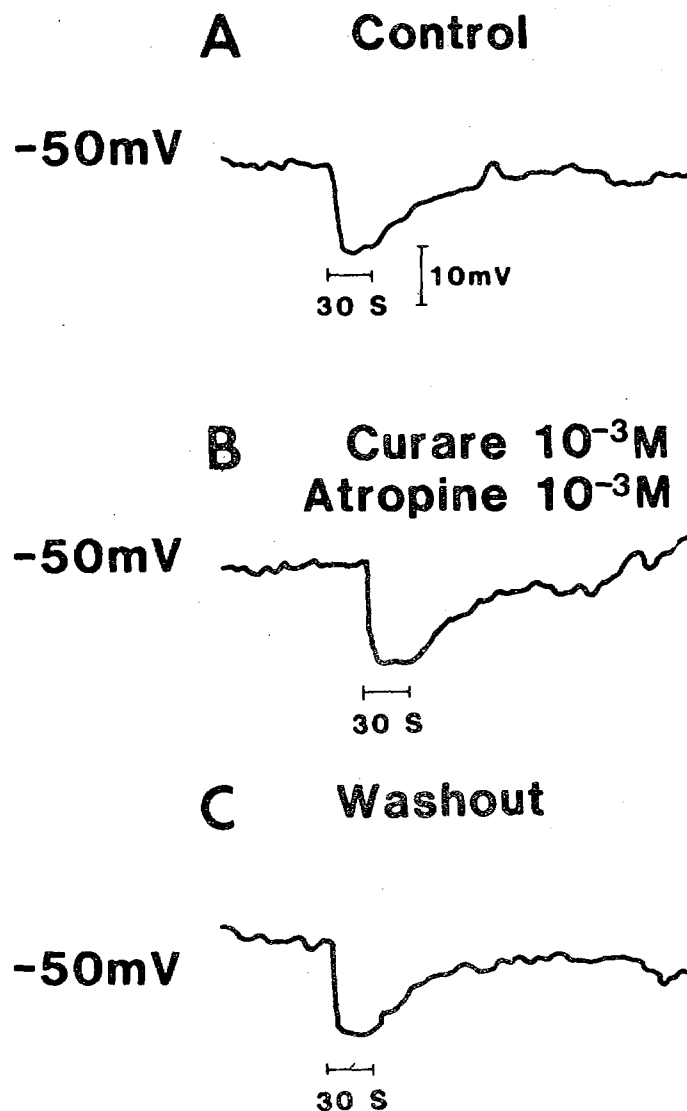 A Control
-50mV
10mV
30 S
B Curare 10⁻³M
Atropine 10⁻³M
-50mV
30 S
C Washout
-50mV
30 S